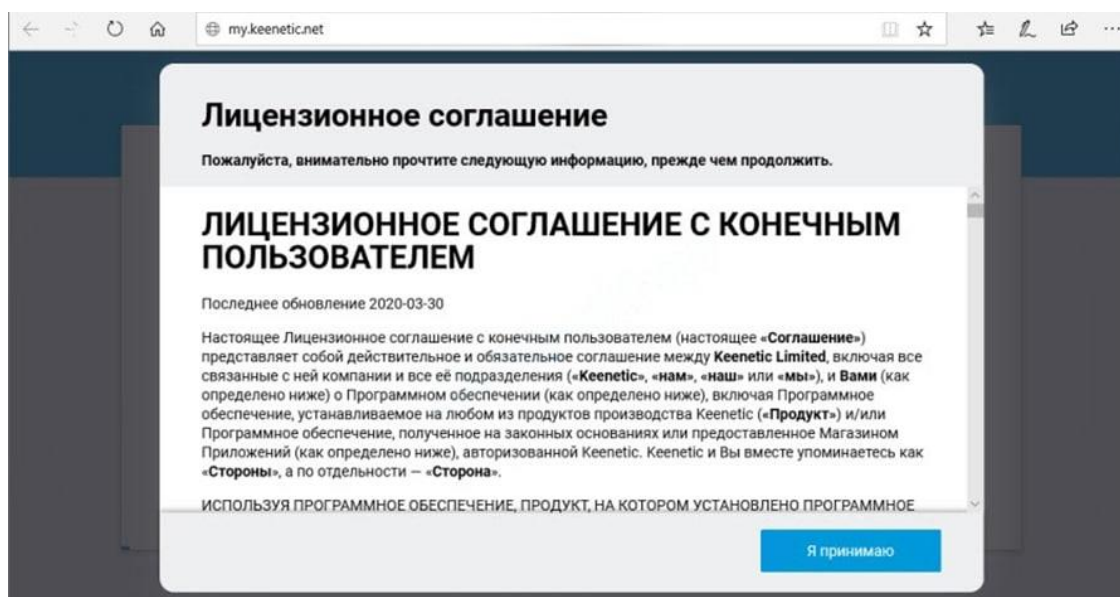 my.keenetic.net
Лицензионное соглашение
Пожалуйста, внимательно прочтите следующую информацию, прежде чем продолжить.
ЛИЦЕНЗИОННОЕ СОГЛАШЕНИЕ С КОНЕЧНЫМ
ПОЛЬЗОВАТЕЛЕМ
Последнее обновление 2020-03-30
Настоящее Лицензионное соглашение с конечным пользователем (настоящее «Соглашение»)
представляет собой действительное и обязательное соглашение между Keenetic Limited, включая все
связанные с ней компании и все её подразделения («Keenetic», «нам», «наш» или «мы»), и Вами (как
определено ниже) о Программном обеспечении (как определено ниже), включая Программное
обеспечение, устанавливаемое на любом из продуктов производства Keenetic («Продукт») и/или
Программное обеспечение, полученное на законных основаниях или предоставленное Магазином
Приложений (как определено ниже), авторизованной Keenetic. Keenetic и Вы вместе упоминаетесь как
«Стороны», а по отдельности — «Сторона».
ИСПОЛЬЗУЯ ПРОГРАММНОЕ ОБЕСПЕЧЕНИЕ, ПРОДУКТ, НА КОТОРОМ УСТАНОВЛЕНО ПРОГРАММНОЕ
Я принимаю